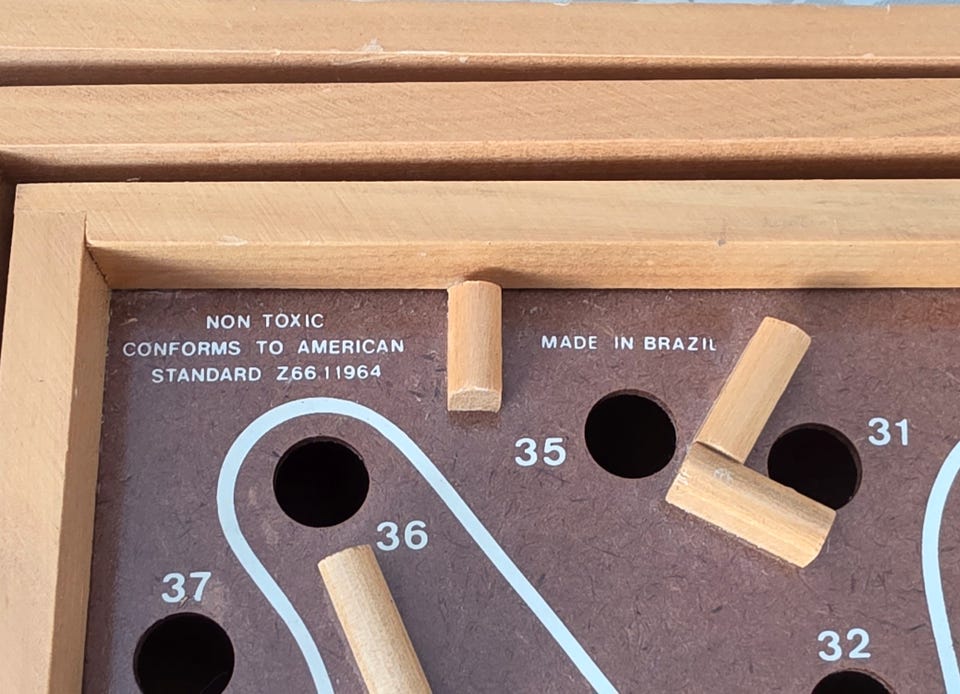 NON TOXIC
CONFORMS TO AMERICAN
STANDARD Z66.11964
MADE IN BRAZIL
35
31
36
37
32